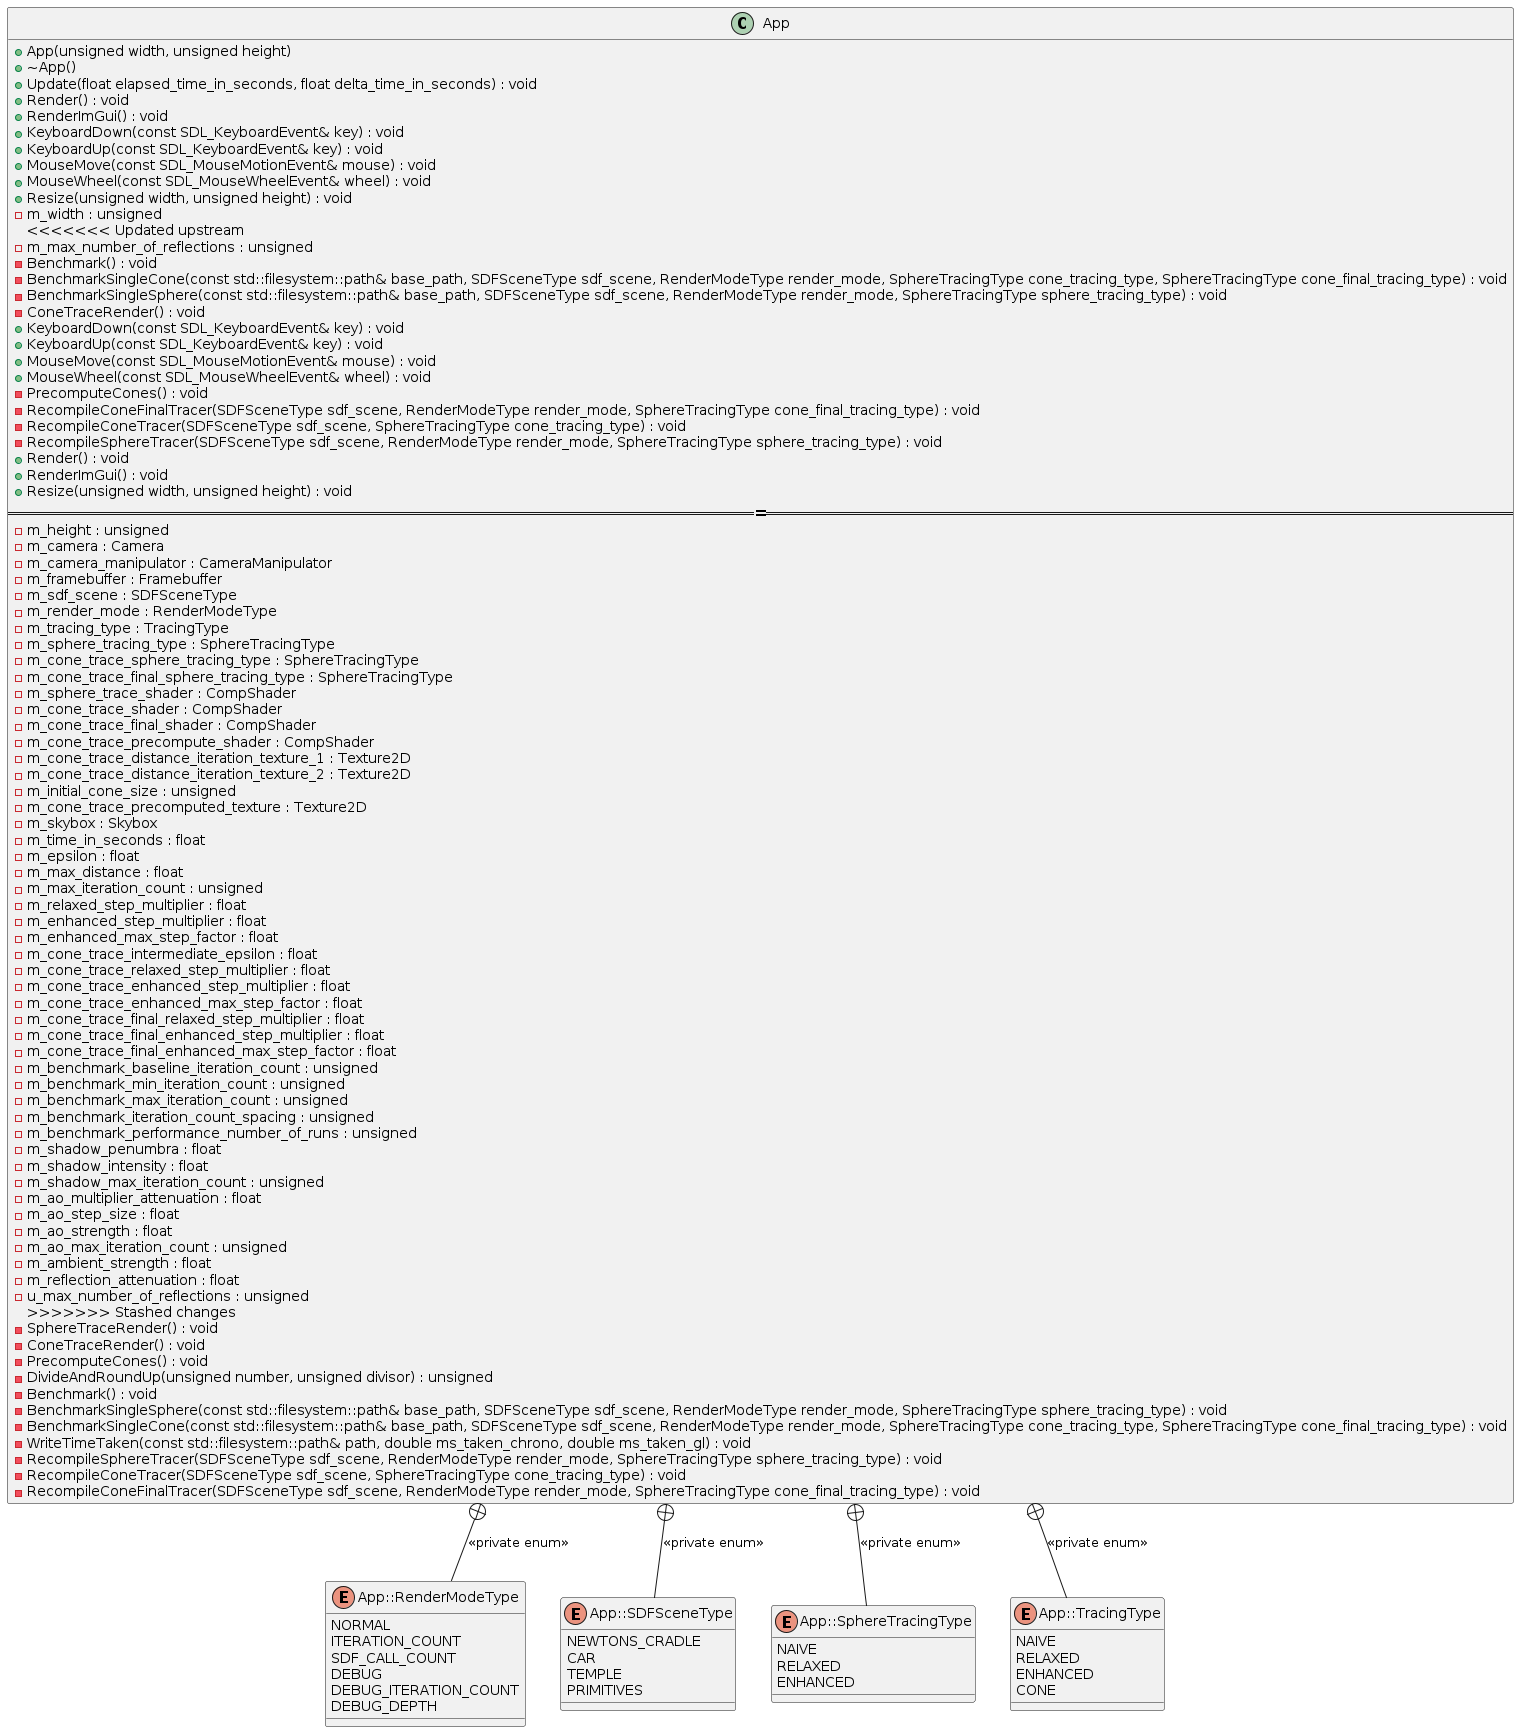 C App
App(unsigned width, unsigned height)
~App()
Update(float elapsed_time_in_seconds, float delta_time_in_seconds) : void
Render() : void
RenderImGui() : void
KeyboardDown(const SDL_KeyboardEvent& key) : void
KeyboardUp(const SDL_KeyboardEvent& key) : void
MouseMove(const SDL_MouseMotionEvent& mouse) : void
MouseWheel(const SDL_MouseWheelEvent& wheel) : void
Resize(unsigned width, unsigned height) : void
m_width : unsigned
<<<<<<< Updated upstream
m_max_number_of_reflections : unsigned
Benchmark() : void
BenchmarkSingleCone(const std::filesystem::path& base_path, SDFSceneType sdf_scene, RenderModeType render_mode, SphereTracingType cone_tracing_type, SphereTracingType cone_final_tracing_type) : void
BenchmarkSingleSphere(const std::filesystem::path& base_path, SDFSceneType sdf_scene, RenderModeType render_mode, SphereTracingType sphere_tracing_type) : void
ConeTraceRender() : void
KeyboardDown(const SDL_KeyboardEvent& key) : void
KeyboardUp(const SDL_KeyboardEvent& key) : void
MouseMove(const SDL_MouseMotionEvent& mouse) : void
MouseWheel(const SDL_MouseWheelEvent& wheel) : void
PrecomputeCones() : void
RecompileConeFinalTracer(SDFSceneType sdf_scene, RenderModeType render_mode, SphereTracingType cone_final_tracing_type) : void
RecompileConeTracer(SDFSceneType sdf_scene, SphereTracingType cone_tracing_type) : void
RecompileSphereTracer(SDFSceneType sdf_scene, RenderModeType render_mode, SphereTracingType sphere_tracing_type) : void
Render() : void
RenderImGui() : void
Resize(unsigned width, unsigned height) : void
=
m_height : unsigned
m_camera : Camera
m_camera_manipulator : CameraManipulator
m_framebuffer : Framebuffer
m_sdf_scene : SDFSceneType
m_render_mode : RenderModeType
m_tracing_type : TracingType
m_sphere_tracing_type : SphereTracingType
m_cone_trace_sphere_tracing_type : SphereTracingType
m_cone_trace_final_sphere_tracing_type : SphereTracingType
m_sphere_trace_shader : CompShader
m_cone_trace_shader : CompShader
m_cone_trace_final_shader : CompShader
m_cone_trace_precompute_shader : CompShader
m_cone_trace_distance_iteration_texture_1 : Texture2D
m_cone_trace_distance_iteration_texture_2 : Texture2D
m_initial_cone_size : unsigned
m_cone_trace_precomputed_texture : Texture2D
m_skybox : Skybox
m_time_in_seconds : float
m_epsilon : float
m_max_distance : float
m_max_iteration_count : unsigned
m_relaxed_step_multiplier : float
m_enhanced_step_multiplier : float
m_enhanced_max_step_factor : float
m_cone_trace_intermediate_epsilon : float
m_cone_trace_relaxed_step_multiplier : float
m_cone_trace_enhanced_step_multiplier : float
m_cone_trace_enhanced_max_step_factor : float
m_cone_trace_final_relaxed_step_multiplier : float
m_cone_trace_final_enhanced_step_multiplier : float
m_cone_trace_final_enhanced_max_step_factor : float
m_benchmark_baseline_iteration_count : unsigned
m_benchmark_min_iteration_count : unsigned
m_benchmark_max_iteration_count : unsigned
m_benchmark_iteration_count_spacing : unsigned
m_benchmark_performance_number_of_runs : unsigned
m_shadow_penumbra : float
m_shadow_intensity : float
m_shadow_max_iteration_count : unsigned
m_ao_multiplier_attenuation : float
m_ao_step_size : float
m_ao_strength : float
m_ao_max_iteration_count : unsigned
m_ambient_strength : float
m_reflection_attenuation : float
u_max_number_of_reflections : unsigned
>>>>>>> Stashed changes
SphereTraceRender() : void
ConeTraceRender() : void
PrecomputeCones() : void
DivideAndRoundUp(unsigned number, unsigned divisor) : unsigned
Benchmark() : void
BenchmarkSingleSphere(const std::filesystem::path& base_path, SDFSceneType sdf_scene, RenderModeType render_mode, SphereTracingType sphere_tracing_type) : void
BenchmarkSingleCone(const std::filesystem::path& base_path, SDFSceneType sdf_scene, RenderModeType render_mode, SphereTracingType cone_tracing_type, SphereTracingType cone_final_tracing_type) : void
WriteTimeTaken(const std::filesystem::path& path, double ms_taken_chrono, double ms_taken_gl) : void
RecompileSphereTracer(SDFSceneType sdf_scene, RenderModeType render_mode, SphereTracingType sphere_tracing_type) : void
RecompileConeTracer(SDFSceneType sdf_scene, SphereTracingType cone_tracing_type) : void
RecompileConeFinalTracer(SDFSceneType sdf_scene, RenderModeType render_mode, SphereTracingType cone_final_tracing_type) : void
«private enum»
«private enum»
«private enum»
«private enum»
E App::RenderModeType
NORMAL
ITERATION_COUNT
SDF_CALL_COUNT
DEBUG
DEBUG_ITERATION_COUNT
DEBUG_DEPTH
E App::SDFSceneType
NEWTONS_CRADLE
CAR
TEMPLE
PRIMITIVES
E App::SphereTracingType
NAIVE
RELAXED
ENHANCED
E App::TracingType
NAIVE
RELAXED
ENHANCED
CONE